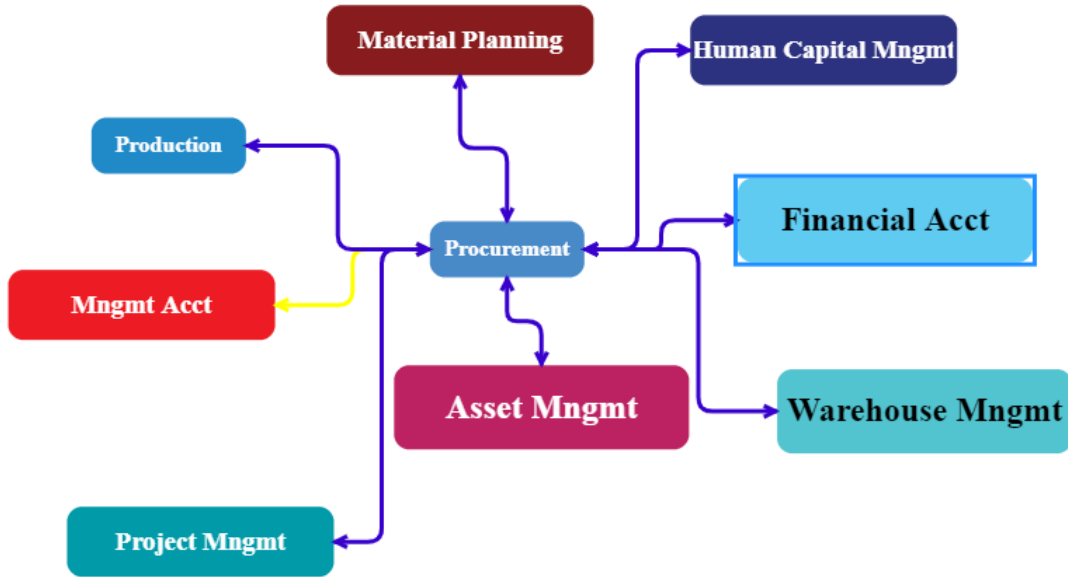 Material Planning
Human Capital Mngmt
Production
Financial Acct
Procurement
Mngmt Acct
Asset Mngmt
Warehouse Mngmt
Project Mngmt